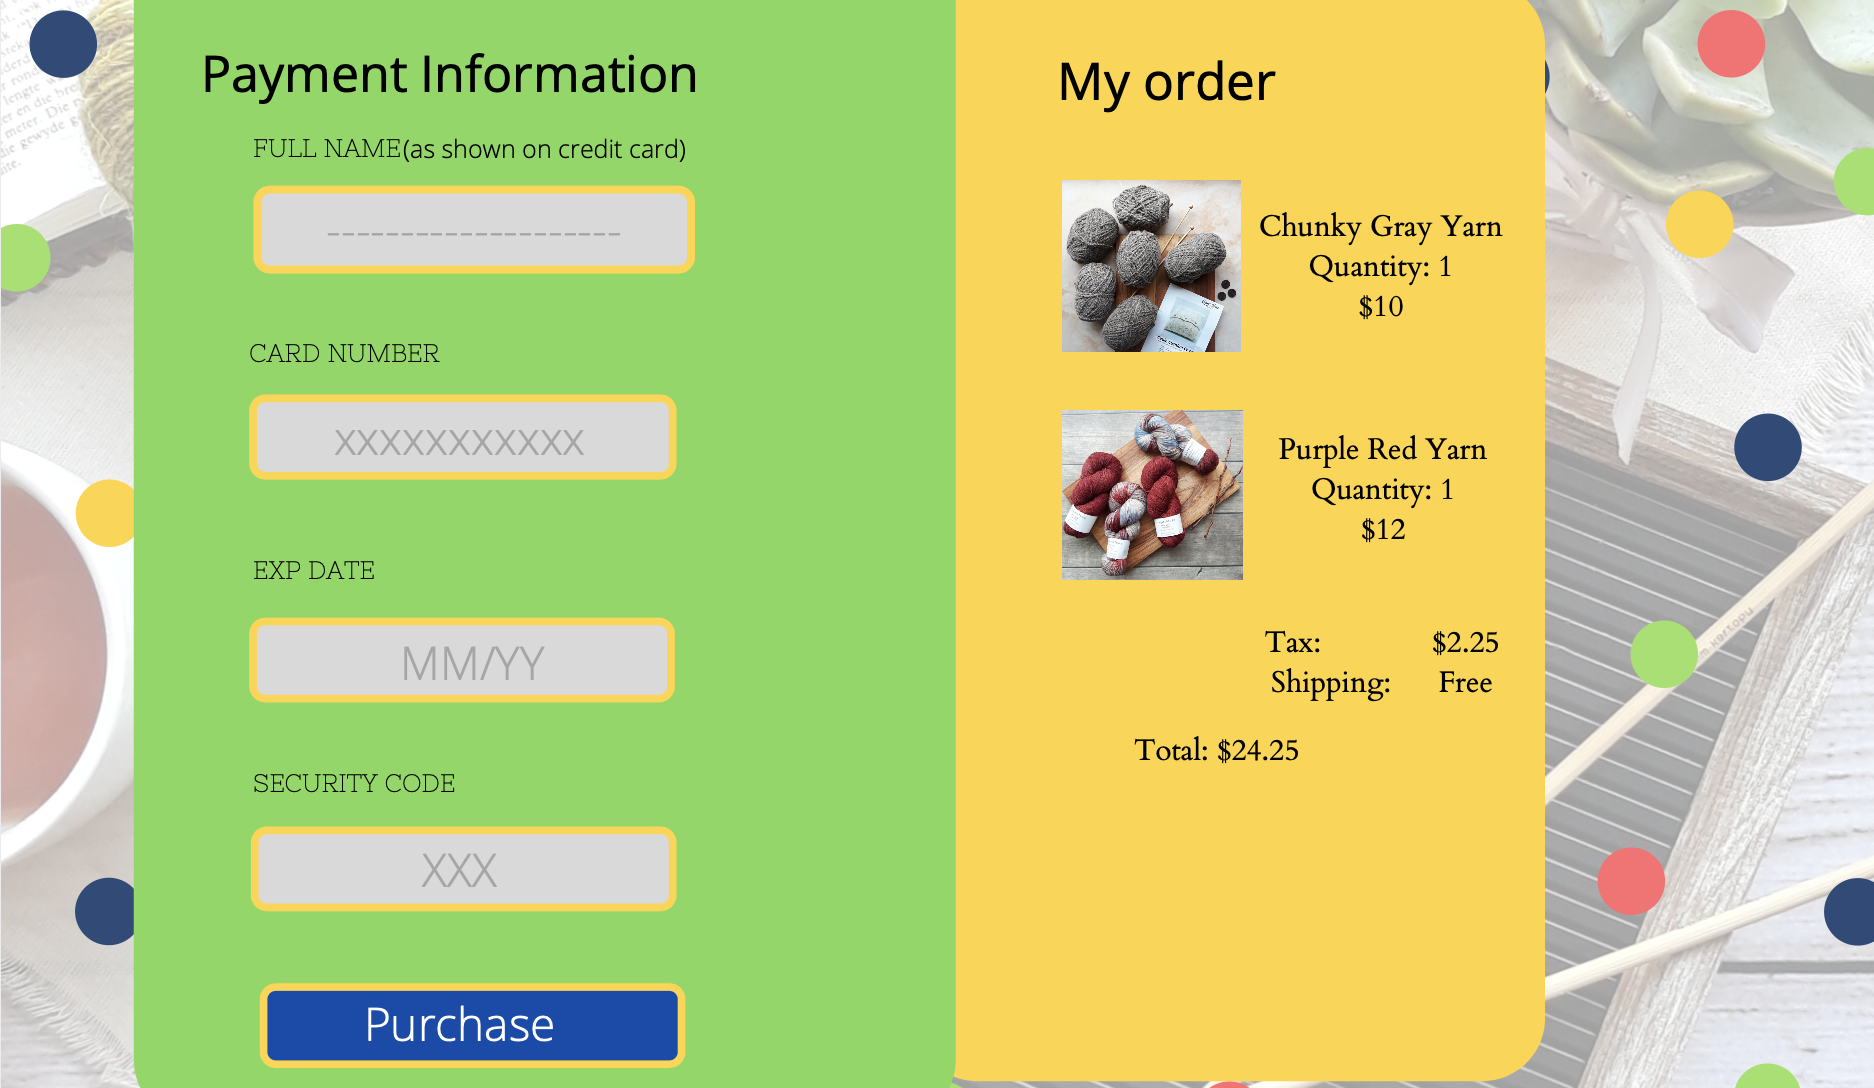 Payment Information
FULL NAME(as shown on credit card)
--------------------
CARD NUMBER
XXXXXXXXXXX
EXP DATE
MM/YY
SECURITY CODE
XXX
Purchase
My order
Chunky Gray Yarn
Quantity: 1
$10
Purple Red Yarn
Quantity: 1
$12
Tax: $2.25
Shipping: Free
Total: $24.25